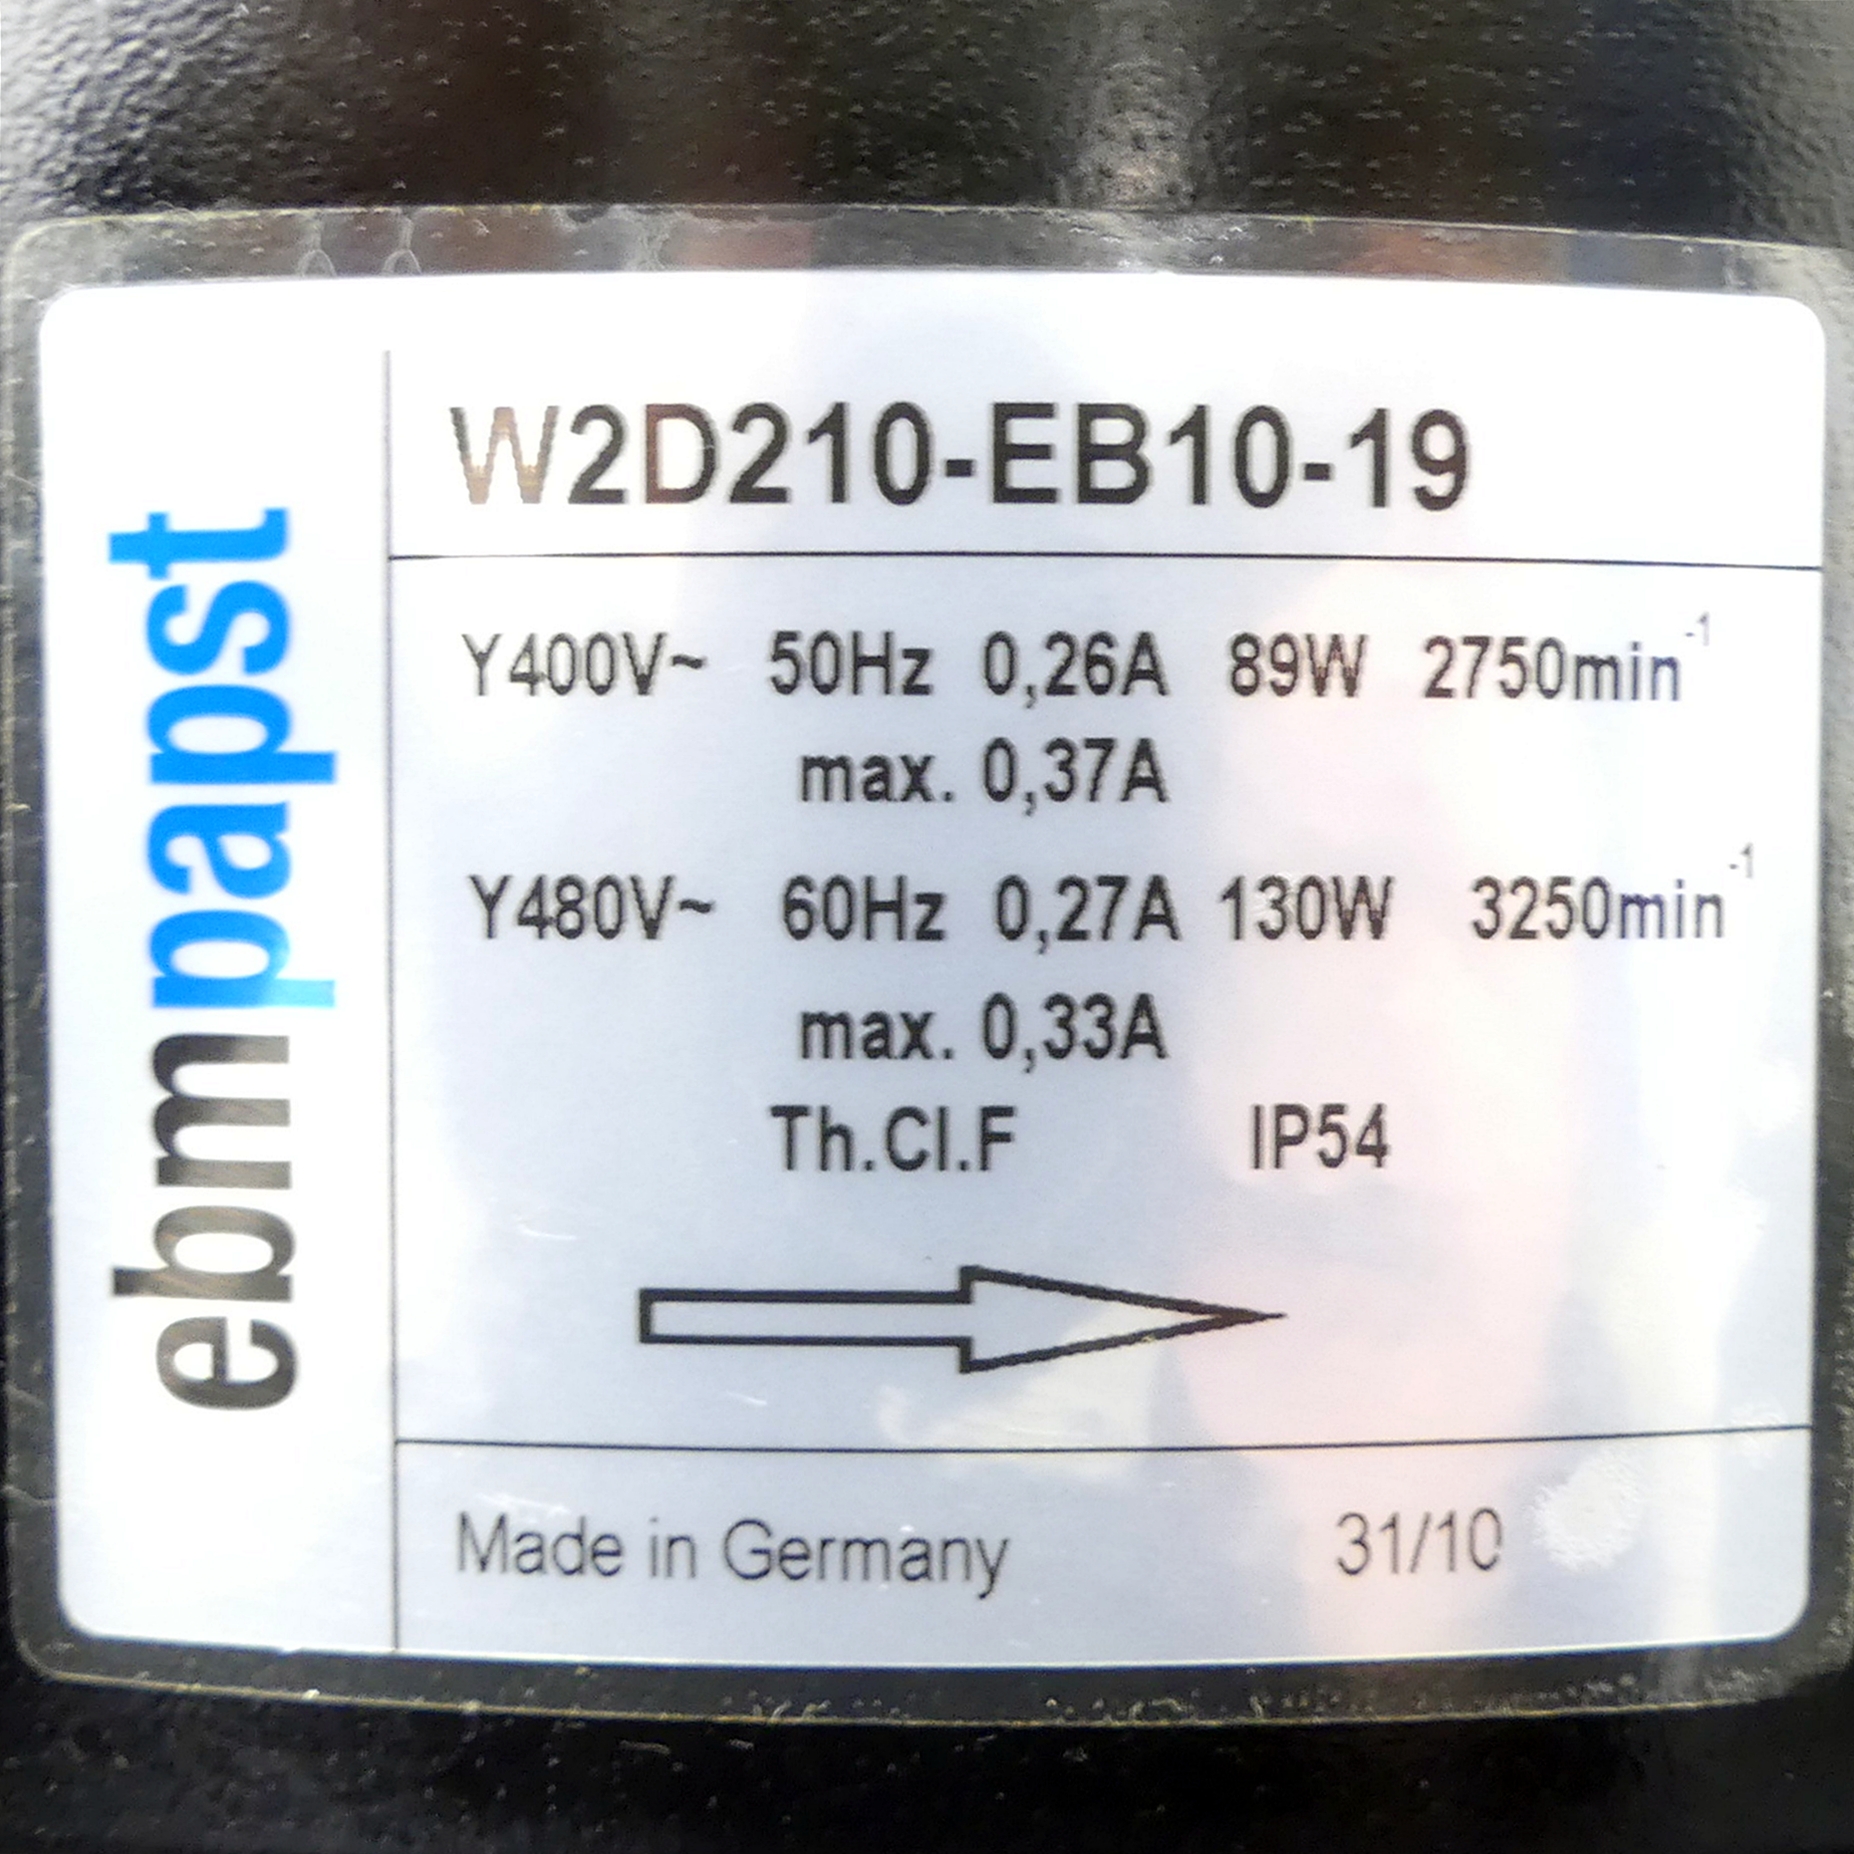 ebmpapst
W2D210-EB10-19
Y400V~ 50Hz 0,26A 89W 2750min⁻¹
max. 0,37A
Y480V~ 60Hz 0,27A 130W 3250min⁻¹
max. 0,33A
Th.Cl.F IP54
Made in Germany 31/10